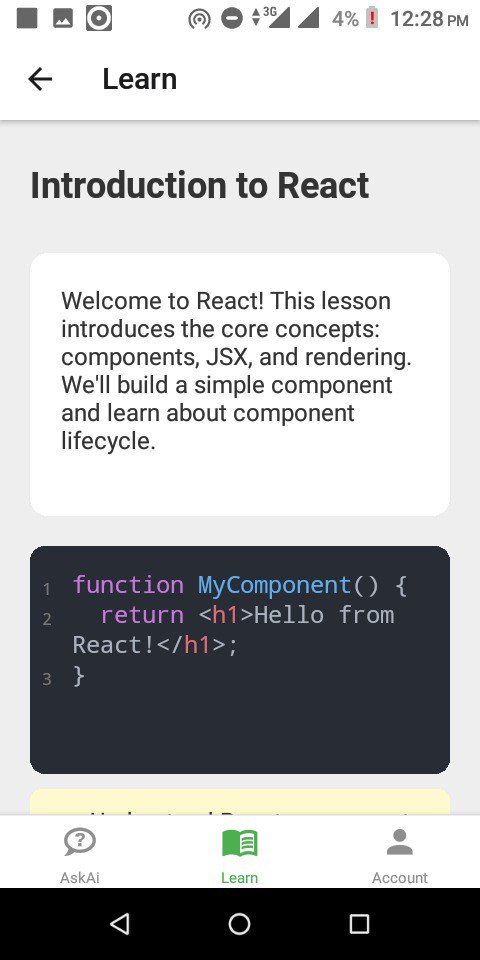 3G 4% 12:28 PM
Learn
Introduction to React
Welcome to React! This lesson
introduces the core concepts:
components, JSX, and rendering.
We'll build a simple component
and learn about component
lifecycle.
1 function MyComponent() {
2 return <h1>Hello from
React!</h1>;
3 }
AskAi Learn Account